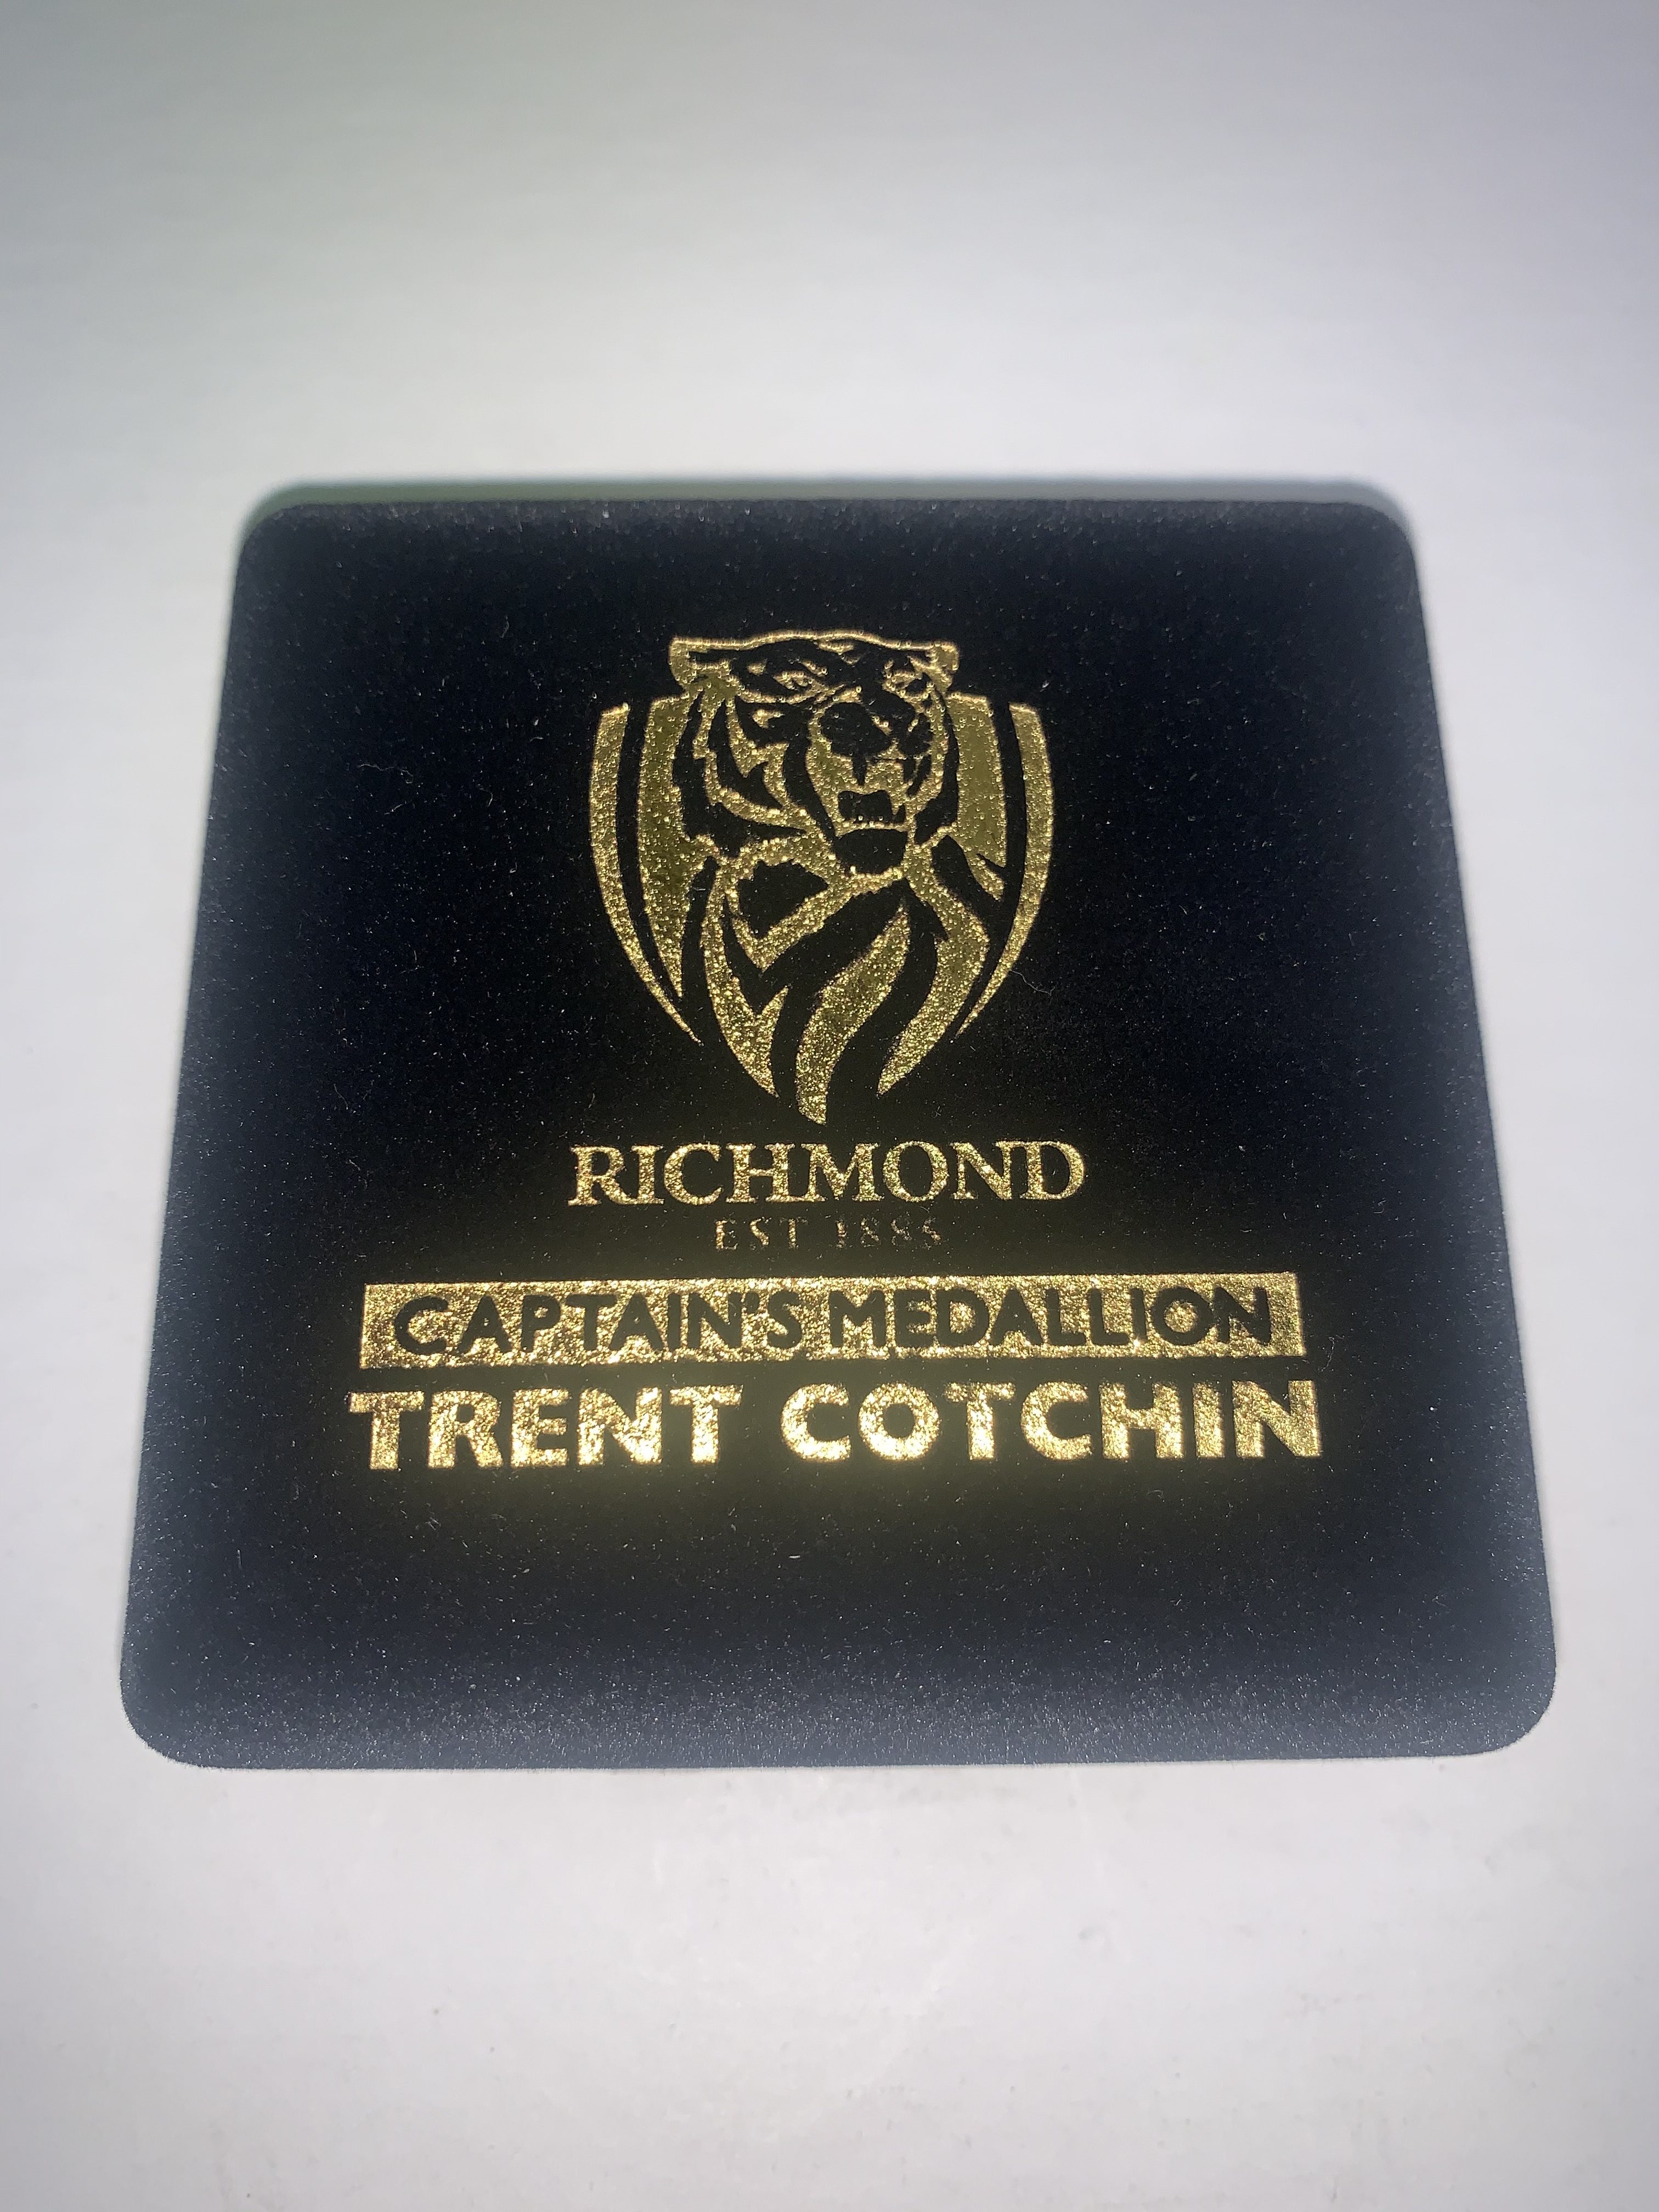 RICHMOND
EST 1885
CAPTAIN'S MEDALLION
TRENT COTCHIN